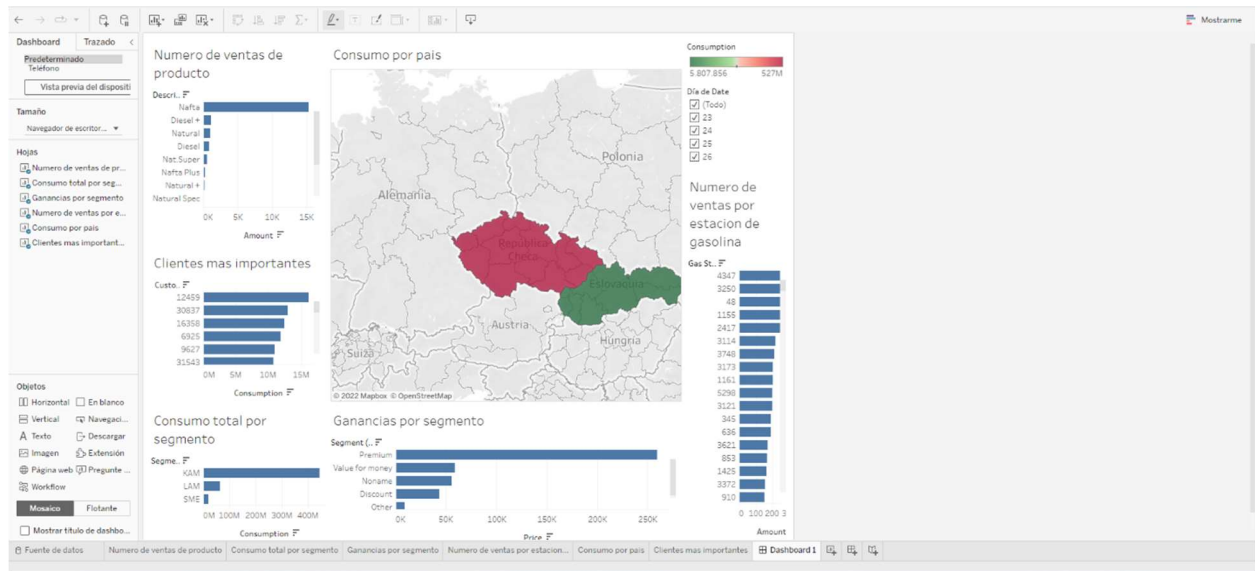 Mostrarme
Dashboard
Trazado
Predeterminado
Teléfono
Vista previa del dispositi
Tamaño
Navegador de escritor...
Hojas
Numero de ventas de pr...
Consumo total por seg...
Ganancias por segmento
Numero de ventas por e...
Consumo por pais
Clientes mas important...
Objetos
Horizontal
En blanco
Vertical
Navegaci...
Texto
Descargar
Imagen
Extensión
Página web
Pregunte ...
Workflow
Mosaico
Flotante
Mostrar título de dashbo...
Numero de ventas de
producto
Descri..
Nafta
Diesel +
Natural
Diesel
Nat.Super
Nafta Plus
Natural +
Natural Spec
0K 5K 10K 15K
Amount
Clientes mas importantes
Custo..
12459
30837
16358
6925
9627
31543
0M 5M 10M 15M
Consumption
Consumo total por
segmento
Segme..
KAM
LAM
SME
0M 100M 200M 300M 400M
Consumption
Consumo por pais
Polonia
Alemania
República
Checa
Eslovaquia
Austria
Hungría
Suiza
© 2022 Mapbox © OpenStreetMap
Ganancias por segmento
Segment (..
Premium
Value for money
Noname
Discount
Other
0K 50K 100K 150K 200K 250K
Price
Consumption
5.807.856 527M
Día de Date
(Todo)
23
24
25
26
Numero de
ventas por
estacion de
gasolina
Gas St..
4347
3250
48
1155
2417
3114
3748
3173
1161
5298
3121
345
636
3621
853
1425
3372
910
0 100 200 3
Amount
Fuente de datos
Numero de ventas de producto
Consumo total por segmento
Ganancias por segmento
Numero de ventas por estacion...
Consumo por pais
Clientes mas importantes
Dashboard 1